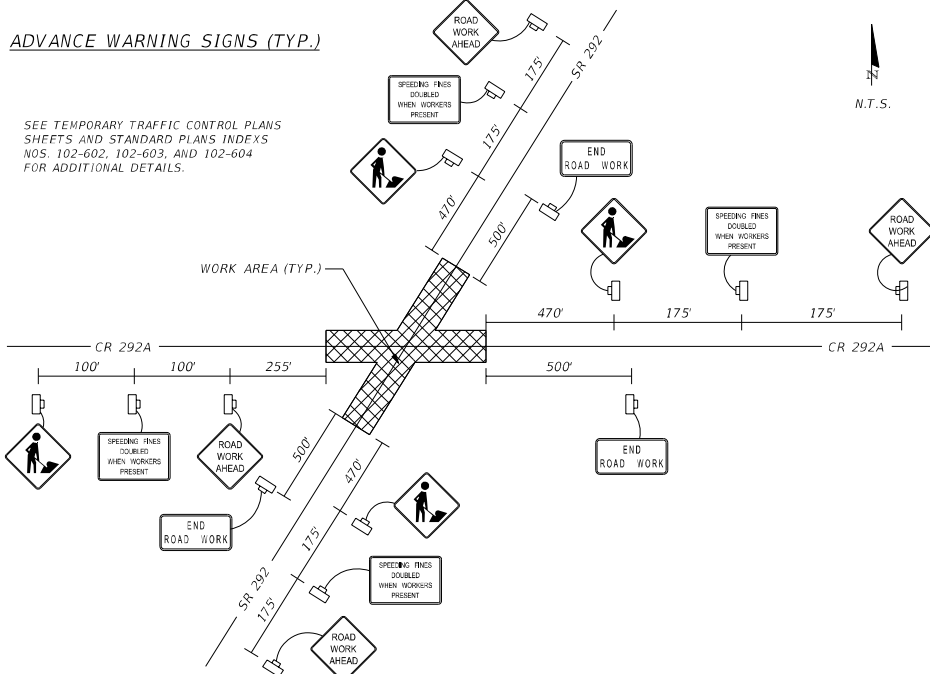 ADVANCE WARNING SIGNS (TYP.)
SEE TEMPORARY TRAFFIC CONTROL PLANS
SHEETS AND STANDARD PLANS INDEXS
NOS. 102-602, 102-603, AND 102-604
FOR ADDITIONAL DETAILS.
ROAD
WORK
AHEAD
175'
SR 292
N
N.T.S.
SPEEDING FINES
DOUBLED
WHEN WORKERS
PRESENT
175'
END
ROAD WORK
470'
500'
SPEEDING FINES
DOUBLED
WHEN WORKERS
PRESENT
ROAD
WORK
AHEAD
WORK AREA (TYP.)
470'
175'
175'
CR 292A
CR 292A
100'
100'
255'
500'
SPEEDING FINES
DOUBLED
WHEN WORKERS
PRESENT
ROAD
WORK
AHEAD
500'
470'
END
ROAD WORK
END
ROAD WORK
175'
SPEEDING FINES
DOUBLED
WHEN WORKERS
PRESENT
SR 292
175'
ROAD
WORK
AHEAD